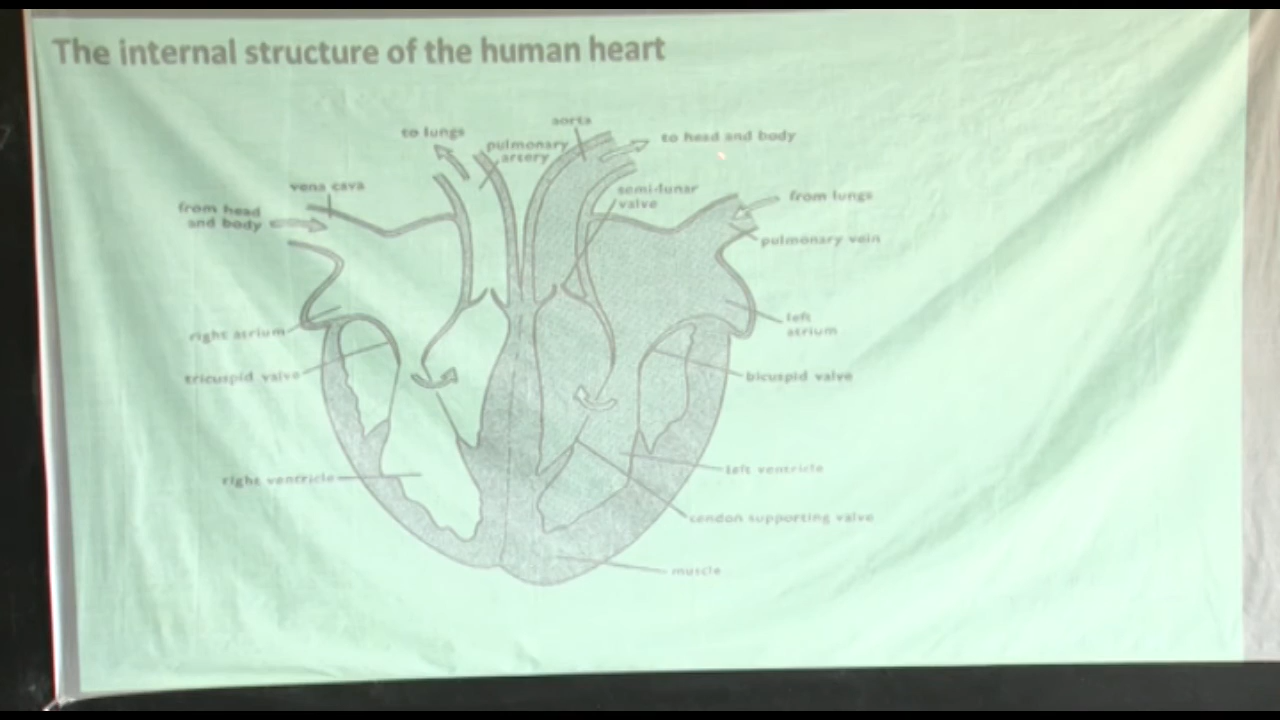 The internal structure of the human heart
aorta
to lungs
pulmonary
artery
to head and body
vena cava
semi-lunar
valve
from lungs
from head
and body
pulmonary vein
right atrium
left
atrium
tricuspid valve
bicuspid valve
right ventricle
left ventricle
tendon supporting valve
muscle